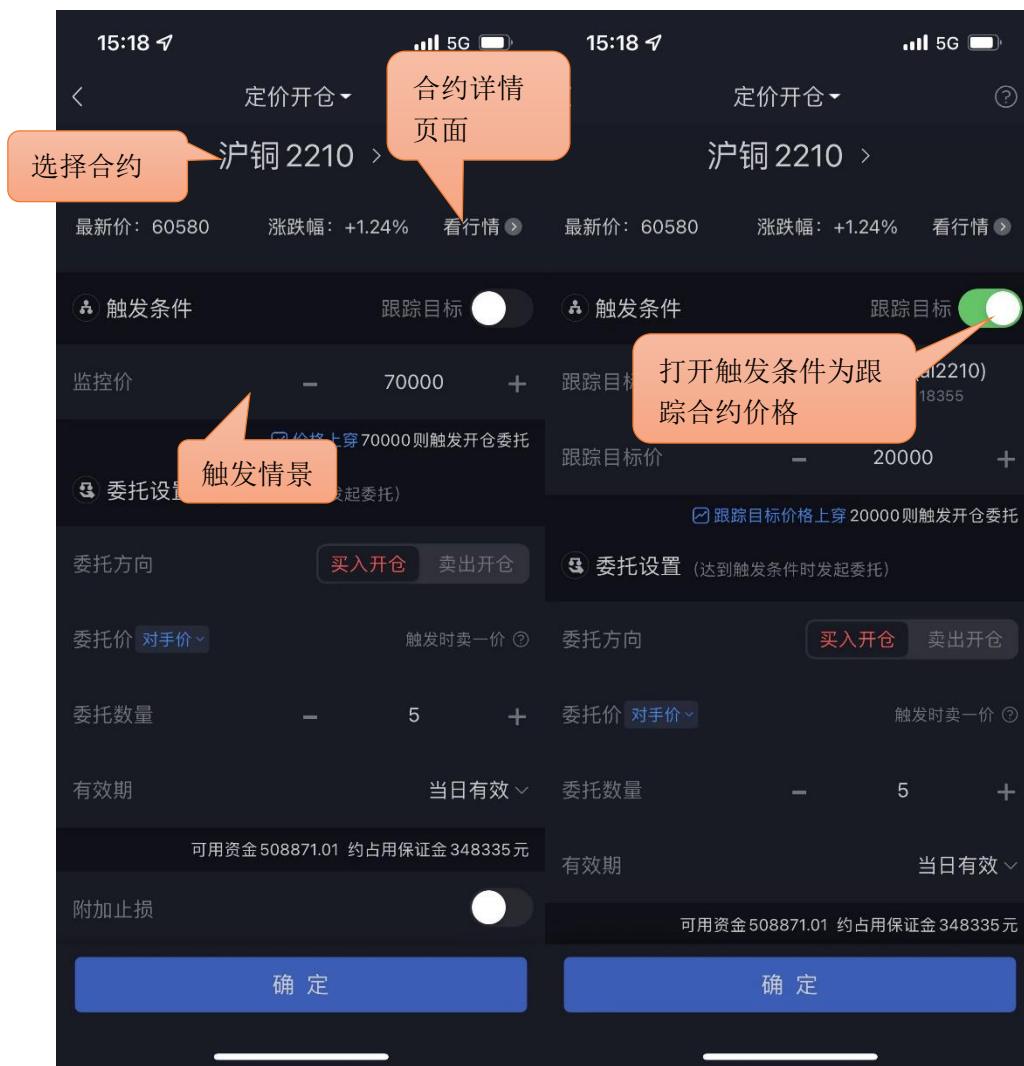 15:18
5G
定价开仓
合约详情
页面
选择合约
沪铜 2210
最新价：60580
涨跌幅：+1.24%
看行情
触发条件
跟踪目标
监控价
70000
上穿 70000 则触发开仓委托
触发情景
委托设
发起委托）
委托方向
买入开仓
卖出开仓
委托价
对手价
触发时卖一价
委托数量
5
有效期
当日有效
可用资金 508871.01 约占用保证金 348335 元
附加止损
确 定
15:18
5G
定价开仓
沪铜 2210
最新价：60580
涨跌幅：+1.24%
看行情
触发条件
跟踪目标
打开触发条件为跟
踪合约价格
跟踪目
2210)
18355
跟踪目标价
20000
跟踪目标价格上穿 20000 则触发开仓委托
委托设置（达到触发条件时发起委托）
委托方向
买入开仓
卖出开仓
委托价
对手价
触发时卖一价
委托数量
5
有效期
当日有效
可用资金 508871.01 约占用保证金 348335 元
确 定